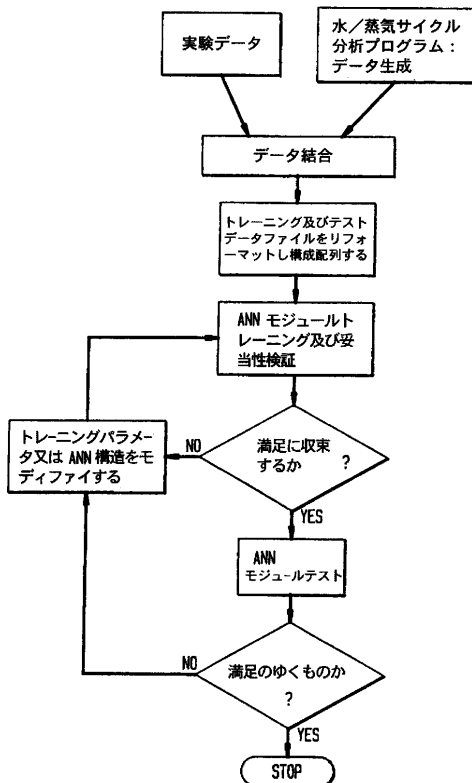 実験データ
水／蒸気サイクル
分析プログラム：
データ生成
データ結合
トレーニング及びテスト
データファイルをリフォ
ーマットし構成配列する
ANN モジュールト
レーニング及び妥
当性検証
トレーニングパラメー
タ又は ANN 構造をモ
ディファイする
NO
満足に収束
するか ?
YES
ANN
モジュールテスト
NO
満足のゆくものか
?
YES
STOP